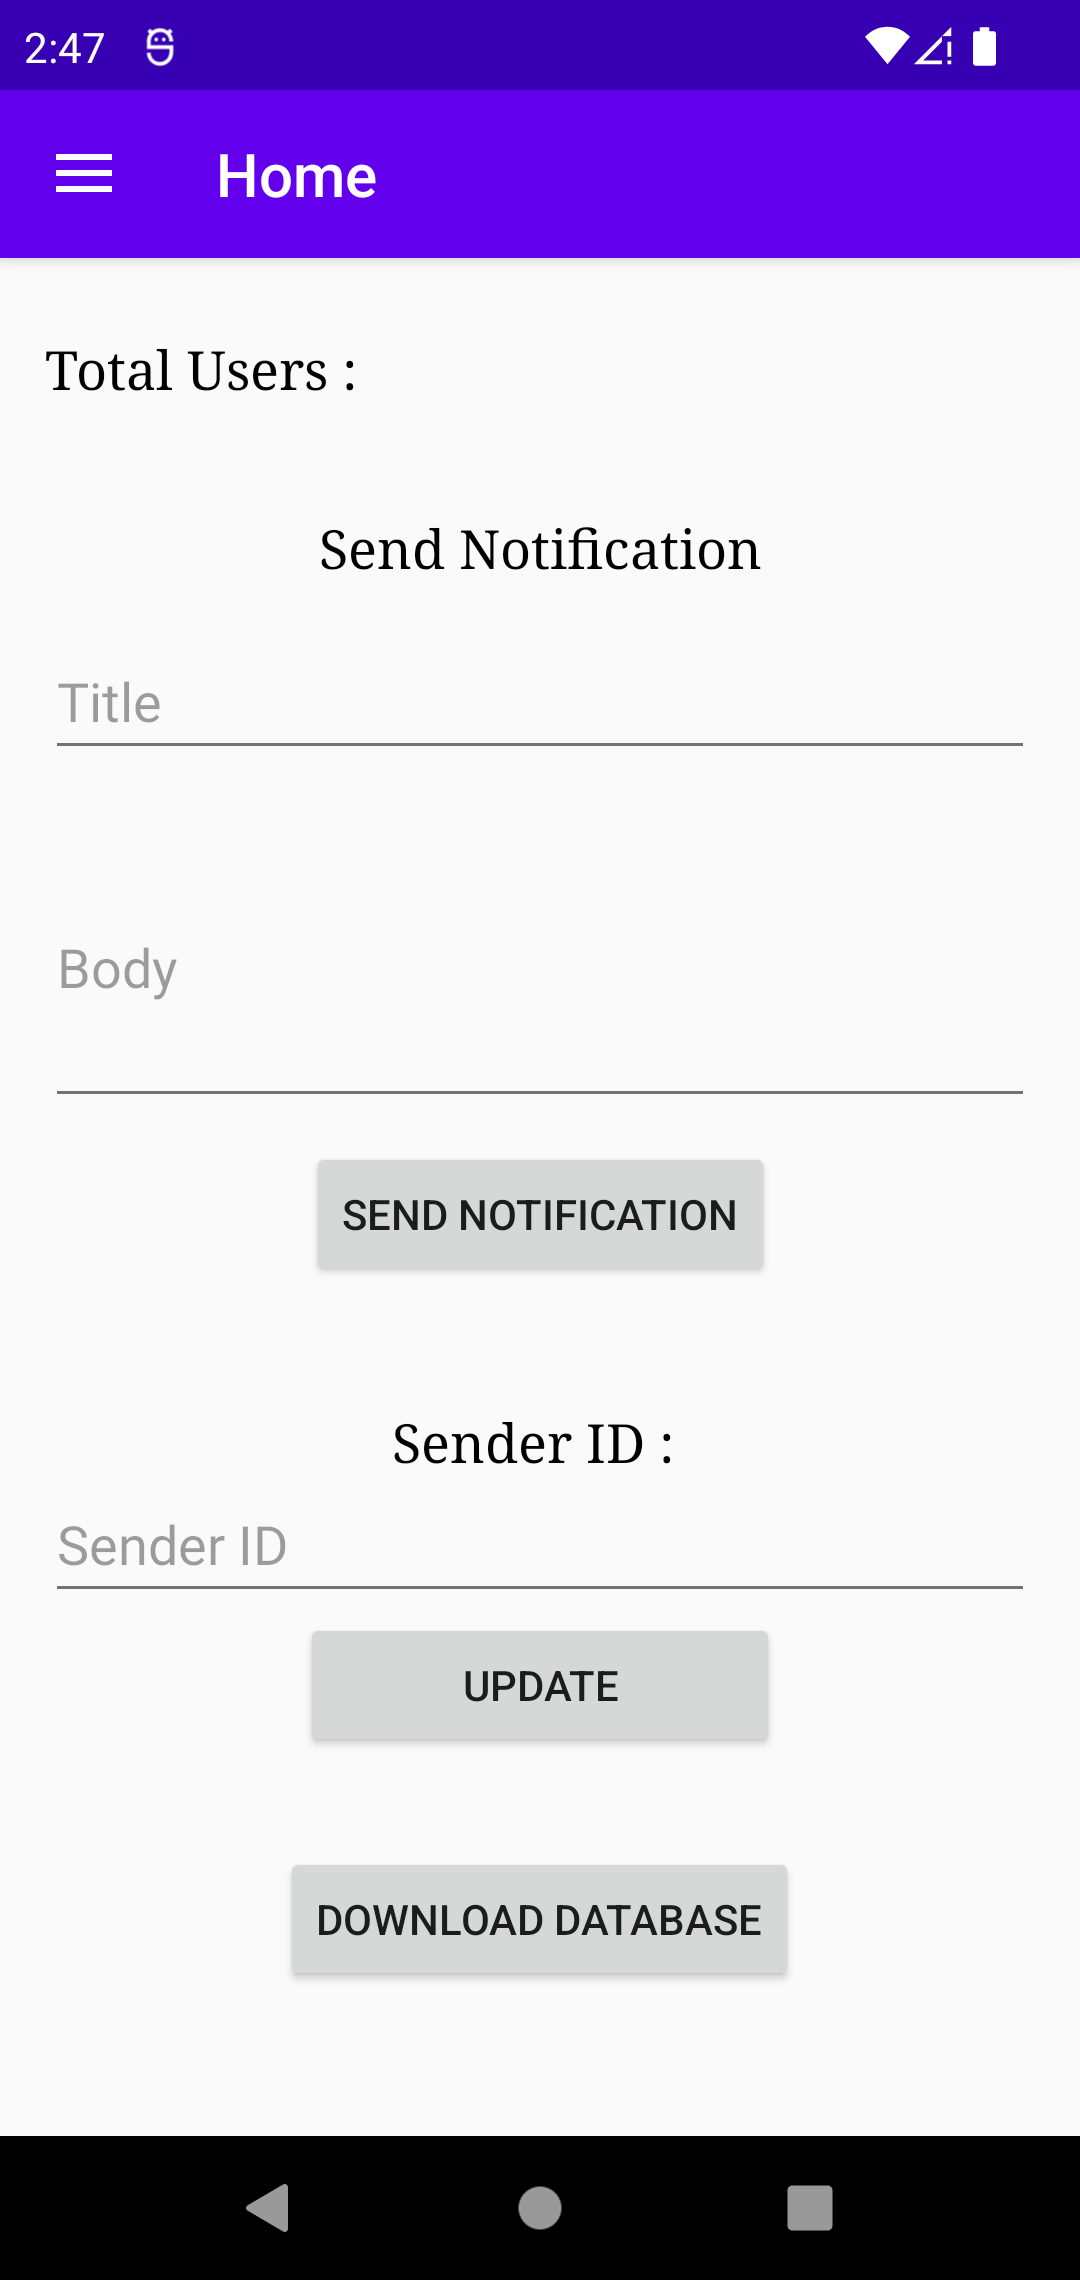 2:47
Home
Total Users :
Send Notification
Title
Body
SEND NOTIFICATION
Sender ID :
Sender ID
UPDATE
DOWNLOAD DATABASE